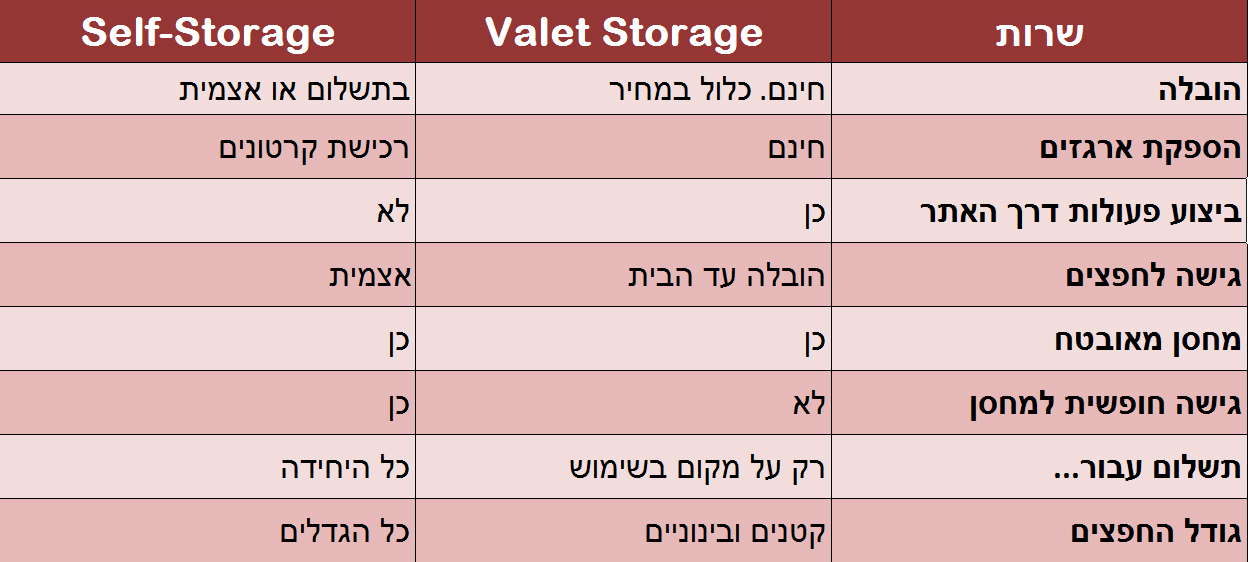 שרות Valet Storage Self-Storage
הובלה חינם. כלול במחיר בתשלום או אצמית
הספקת ארגזים חינם רכישת קרטונים
ביצוע פעולות דרך האתר כן לא
גישה לחפצים הובלה עד הבית אצמית
מחסן מאובטח כן כן
גישה חופשית למחסן לא כן
תשלום עבור... רק על מקום בשימוש כל היחידה
גודל החפצים קטנים ובינוניים כל הגדלים